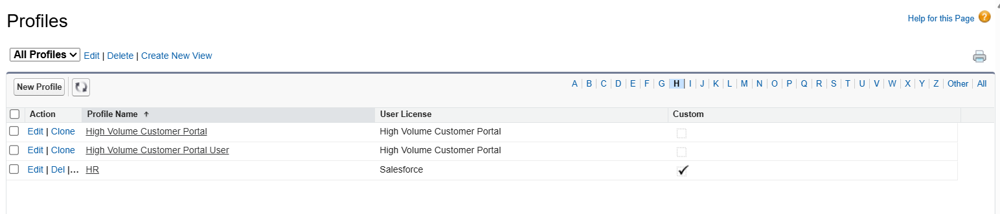 Profiles
Help for this Page ?
All Profiles Edit | Delete | Create New View
New Profile A | B | C | D | E | F | G | H | I | J | K | L | M | N | O | P | Q | R | S | T | U | V | W | X | Y | Z | Other | All
Action Profile Name ↑ User License Custom
Edit | Clone High Volume Customer Portal High Volume Customer Portal
Edit | Clone High Volume Customer Portal User High Volume Customer Portal
Edit | Del |... HR Salesforce ✓